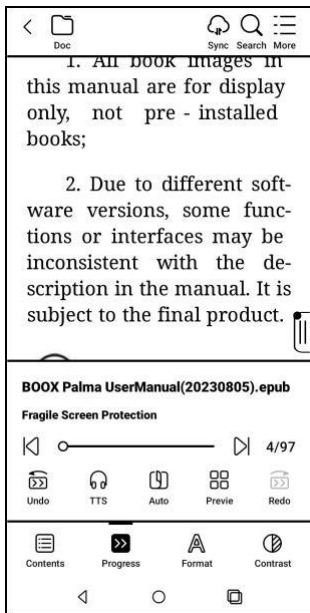 Doc Sync Search More
1. All book images in
this manual are for display
only, not pre - installed
books;
2. Due to different soft-
ware versions, some func-
tions or interfaces may be
inconsistent with the de-
scription in the manual. It is
subject to the final product.
BOOX Palma UserManual(20230805).epub
Fragile Screen Protection
4/97
Undo TTS Auto Previe Redo
Contents Progress Format Contrast